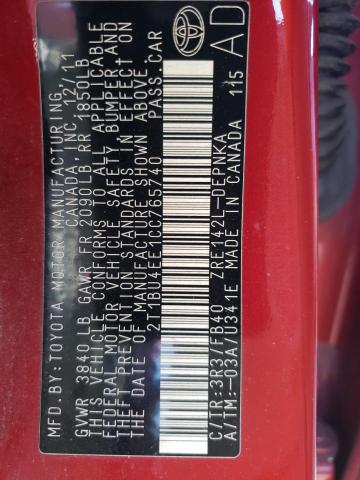 MFD.BY:TOYOTA MOTOR MANUFACTURING
CANADA, INC. 12/11
GVWR 3840 LB GAWR FR 2090 LB RR 1850LB
THIS VEHICLE CONFORMS TO ALL APPLICABLE
FEDERAL MOTOR VEHICLE SAFETY, BUMPER AND
THEFT PREVENTION STANDARDS IN EFFECT ON
THE DATE OF MANUFACTURE SHOWN ABOVE
2T1BU4EE1CC765740 PASS.CAR
C/TR:3R3/FB40 ZRE142L-DEPNKA
A/TM:-03A/U341E MADE IN CANADA 115
AD